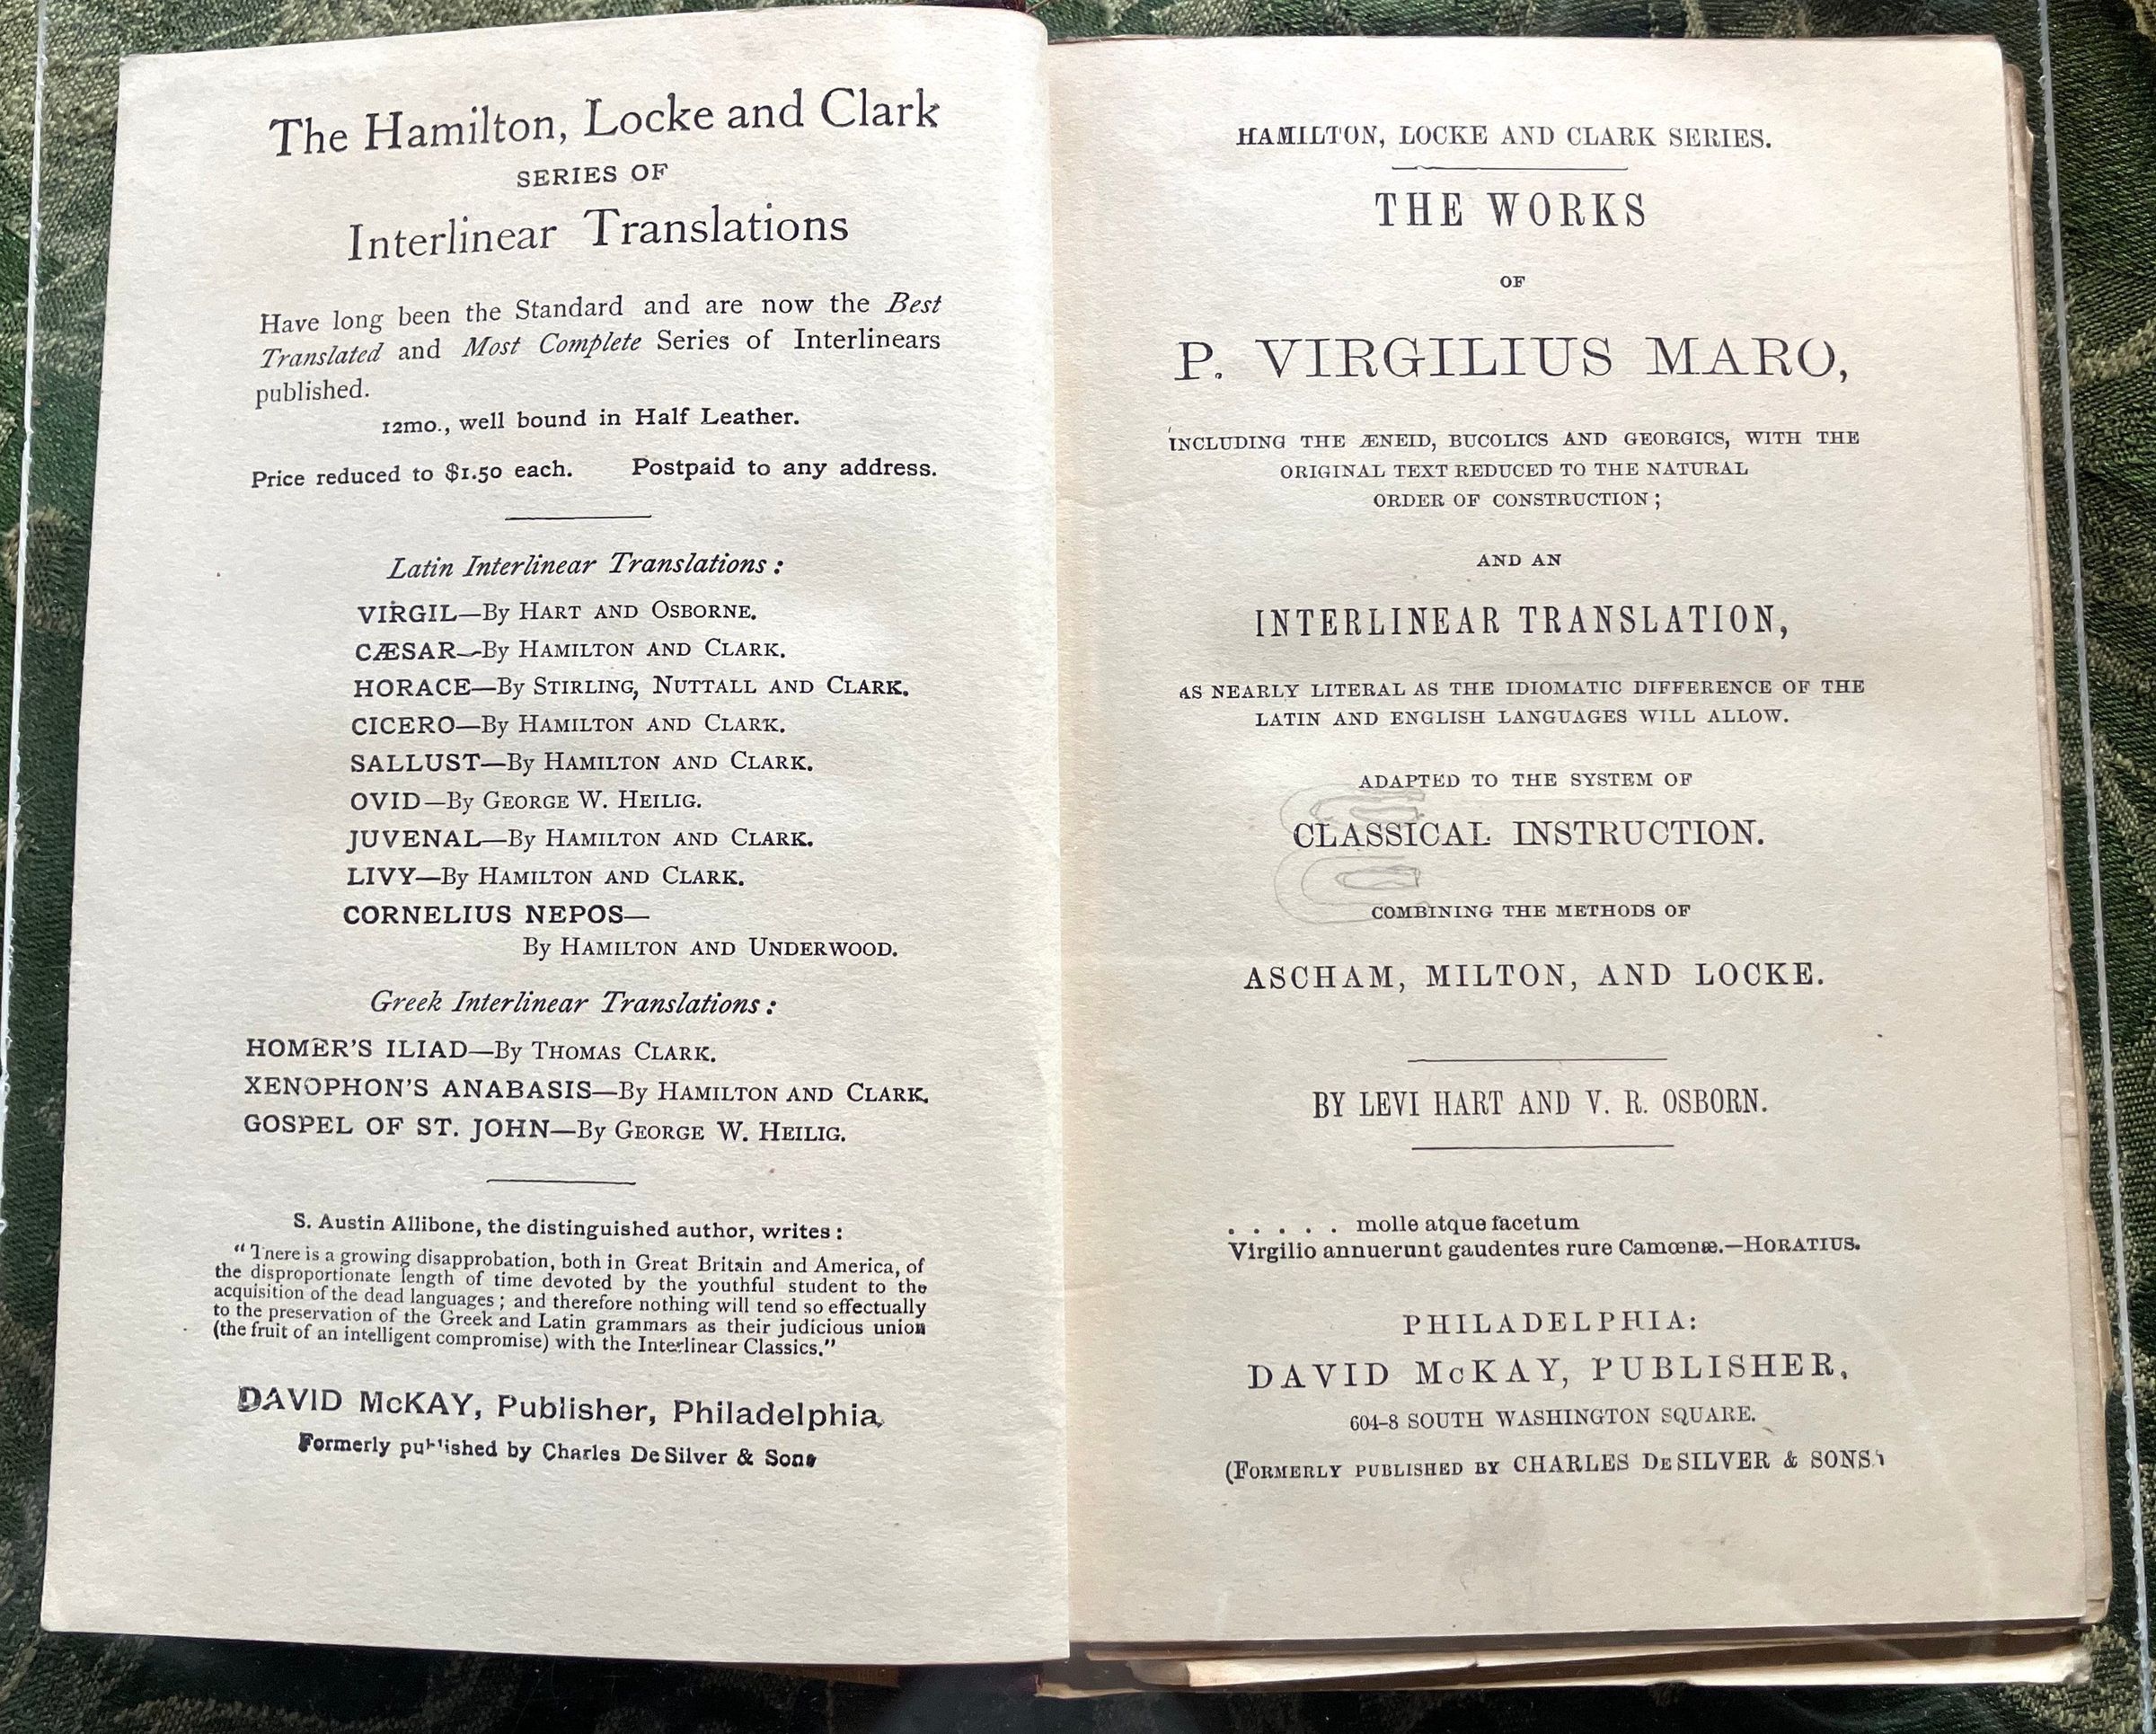 The Hamilton, Locke and Clark
SERIES OF
Interlinear Translations
Have long been the Standard and are now the Best
Translated and Most Complete Series of Interlinears
published.
12mo., well bound in Half Leather.
Price reduced to $1.50 each. Postpaid to any address.
Latin Interlinear Translations :
VIRGIL—By HART AND OSBORNE.
CÆSAR—By HAMILTON AND CLARK.
HORACE—By STIRLING, NUTTALL AND CLARK.
CICERO—By HAMILTON AND CLARK.
SALLUST—By HAMILTON AND CLARK.
OVID—By GEORGE W. HEILIG.
JUVENAL—By HAMILTON AND CLARK.
LIVY—By HAMILTON AND CLARK.
CORNELIUS NEPOS—
By HAMILTON AND UNDERWOOD.
Greek Interlinear Translations :
HOMER'S ILIAD—By THOMAS CLARK.
XENOPHON'S ANABASIS—By HAMILTON AND CLARK.
GOSPEL OF ST. JOHN—By GEORGE W. HEILIG.
S. Austin Allibone, the distinguished author, writes :
"There is a growing disapprobation, both in Great Britain and America, of
the disproportionate length of time devoted by the youthful student to the
acquisition of the dead languages ; and therefore nothing will tend so effectually
to the preservation of the Greek and Latin grammars as their judicious union
(the fruit of an intelligent compromise) with the Interlinear Classics."
DAVID McKAY, Publisher, Philadelphia,
Formerly published by Charles De Silver & Sons
HAMILTON, LOCKE AND CLARK SERIES.
THE WORKS
OF
P. VIRGILIUS MARO,
INCLUDING THE ÆNEID, BUCOLICS AND GEORGICS, WITH THE
ORIGINAL TEXT REDUCED TO THE NATURAL
ORDER OF CONSTRUCTION ;
AND AN
INTERLINEAR TRANSLATION,
AS NEARLY LITERAL AS THE IDIOMATIC DIFFERENCE OF THE
LATIN AND ENGLISH LANGUAGES WILL ALLOW.
ADAPTED TO THE SYSTEM OF
CLASSICAL INSTRUCTION.
COMBINING THE METHODS OF
ASCHAM, MILTON, AND LOCKE.
BY LEVI HART AND V. R. OSBORN.
. . . . . molle atque facetum
Virgilio annuerunt gaudentes rure Camœnæ.—HORATIUS.
PHILADELPHIA:
DAVID McKAY, PUBLISHER,
604-8 SOUTH WASHINGTON SQUARE.
(FORMERLY PUBLISHED BY CHARLES DE SILVER & SONS.)